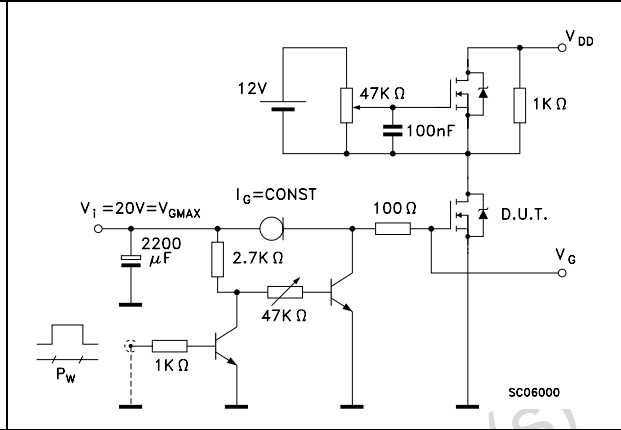 V DD
12V
47K Ω
1K Ω
100nF
I G=CONST
V i =20V=V GMAX
100 Ω
D.U.T.
2200
μF
2.7K Ω
V G
47K Ω
1K Ω
P W
SC06000